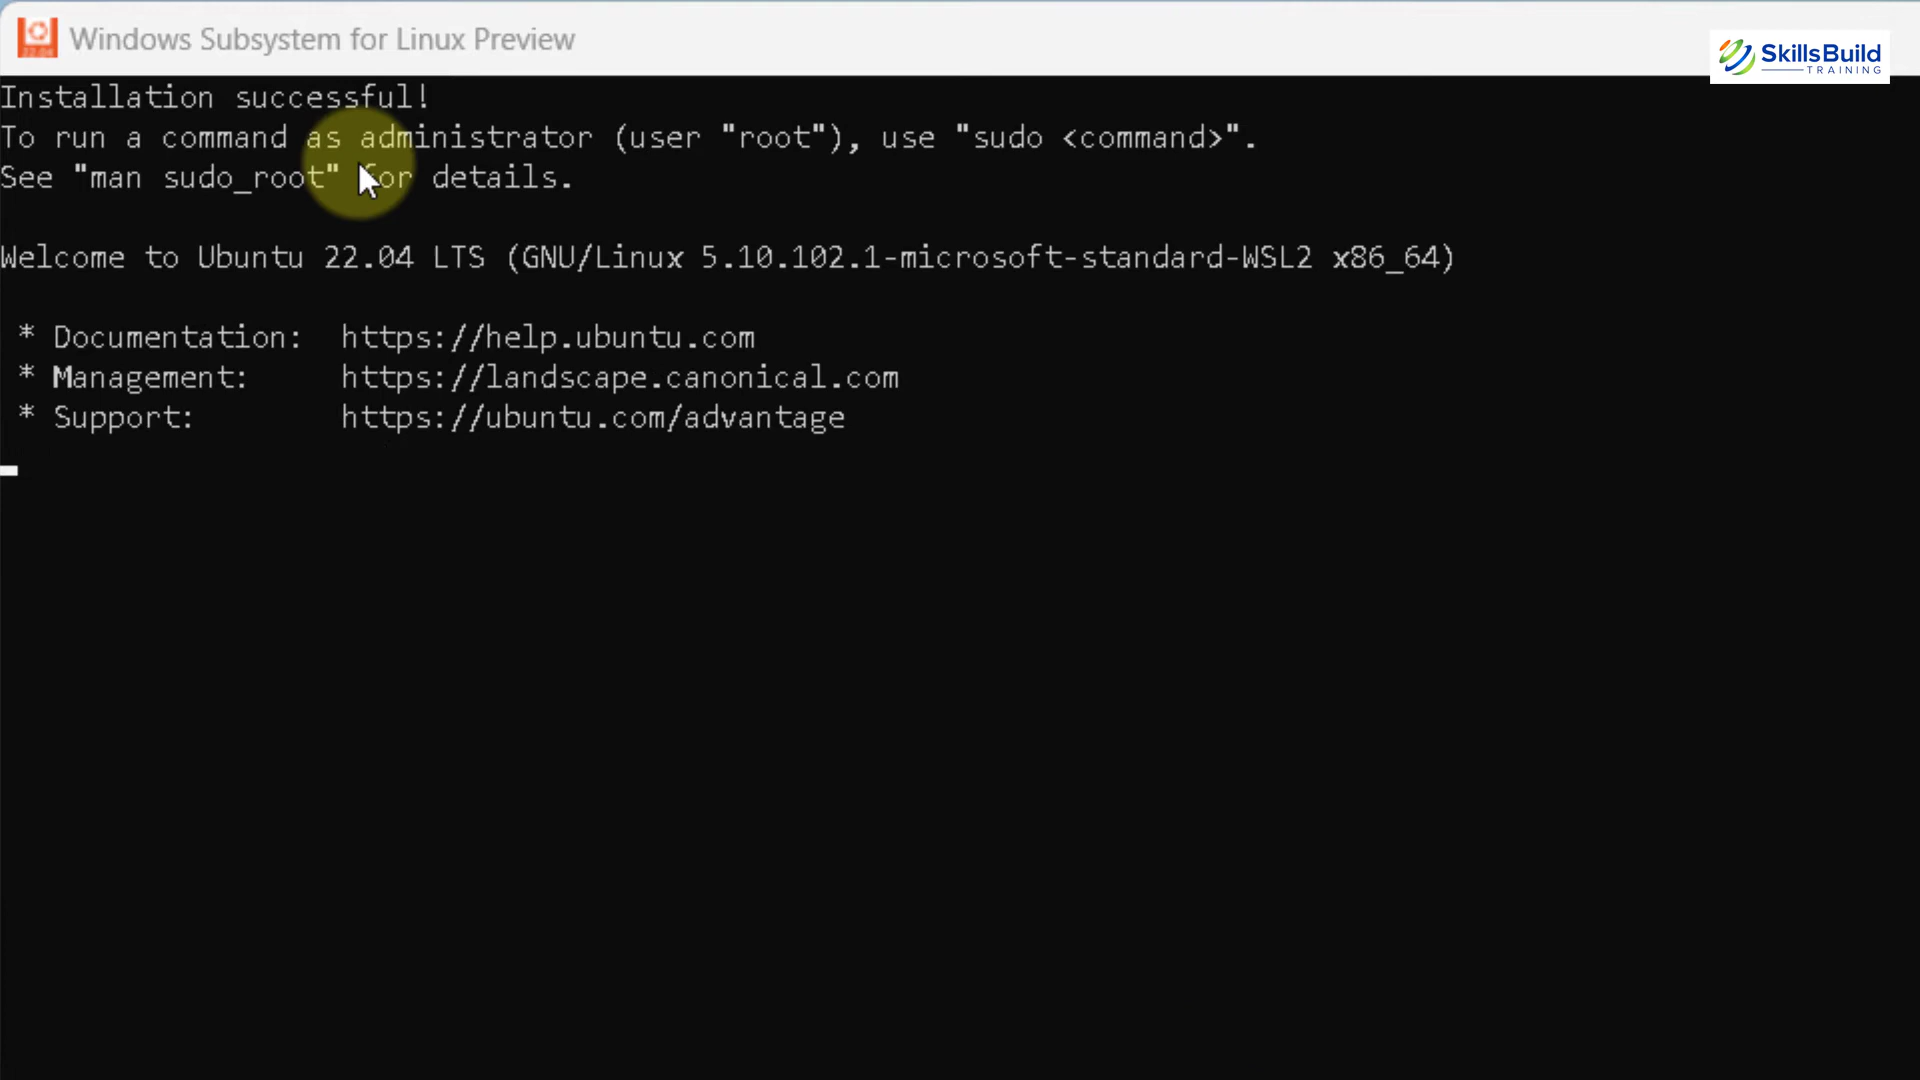 Windows Subsystem for Linux Preview
SkillsBuild
TRAINING
Installation successful!
To run a command as administrator (user "root"), use "sudo <command>".
See "man sudo_root" for details.
Welcome to Ubuntu 22.04 LTS (GNU/Linux 5.10.102.1-microsoft-standard-WSL2 x86_64)
* Documentation:  https://help.ubuntu.com
* Management:     https://landscape.canonical.com
* Support:        https://ubuntu.com/advantage